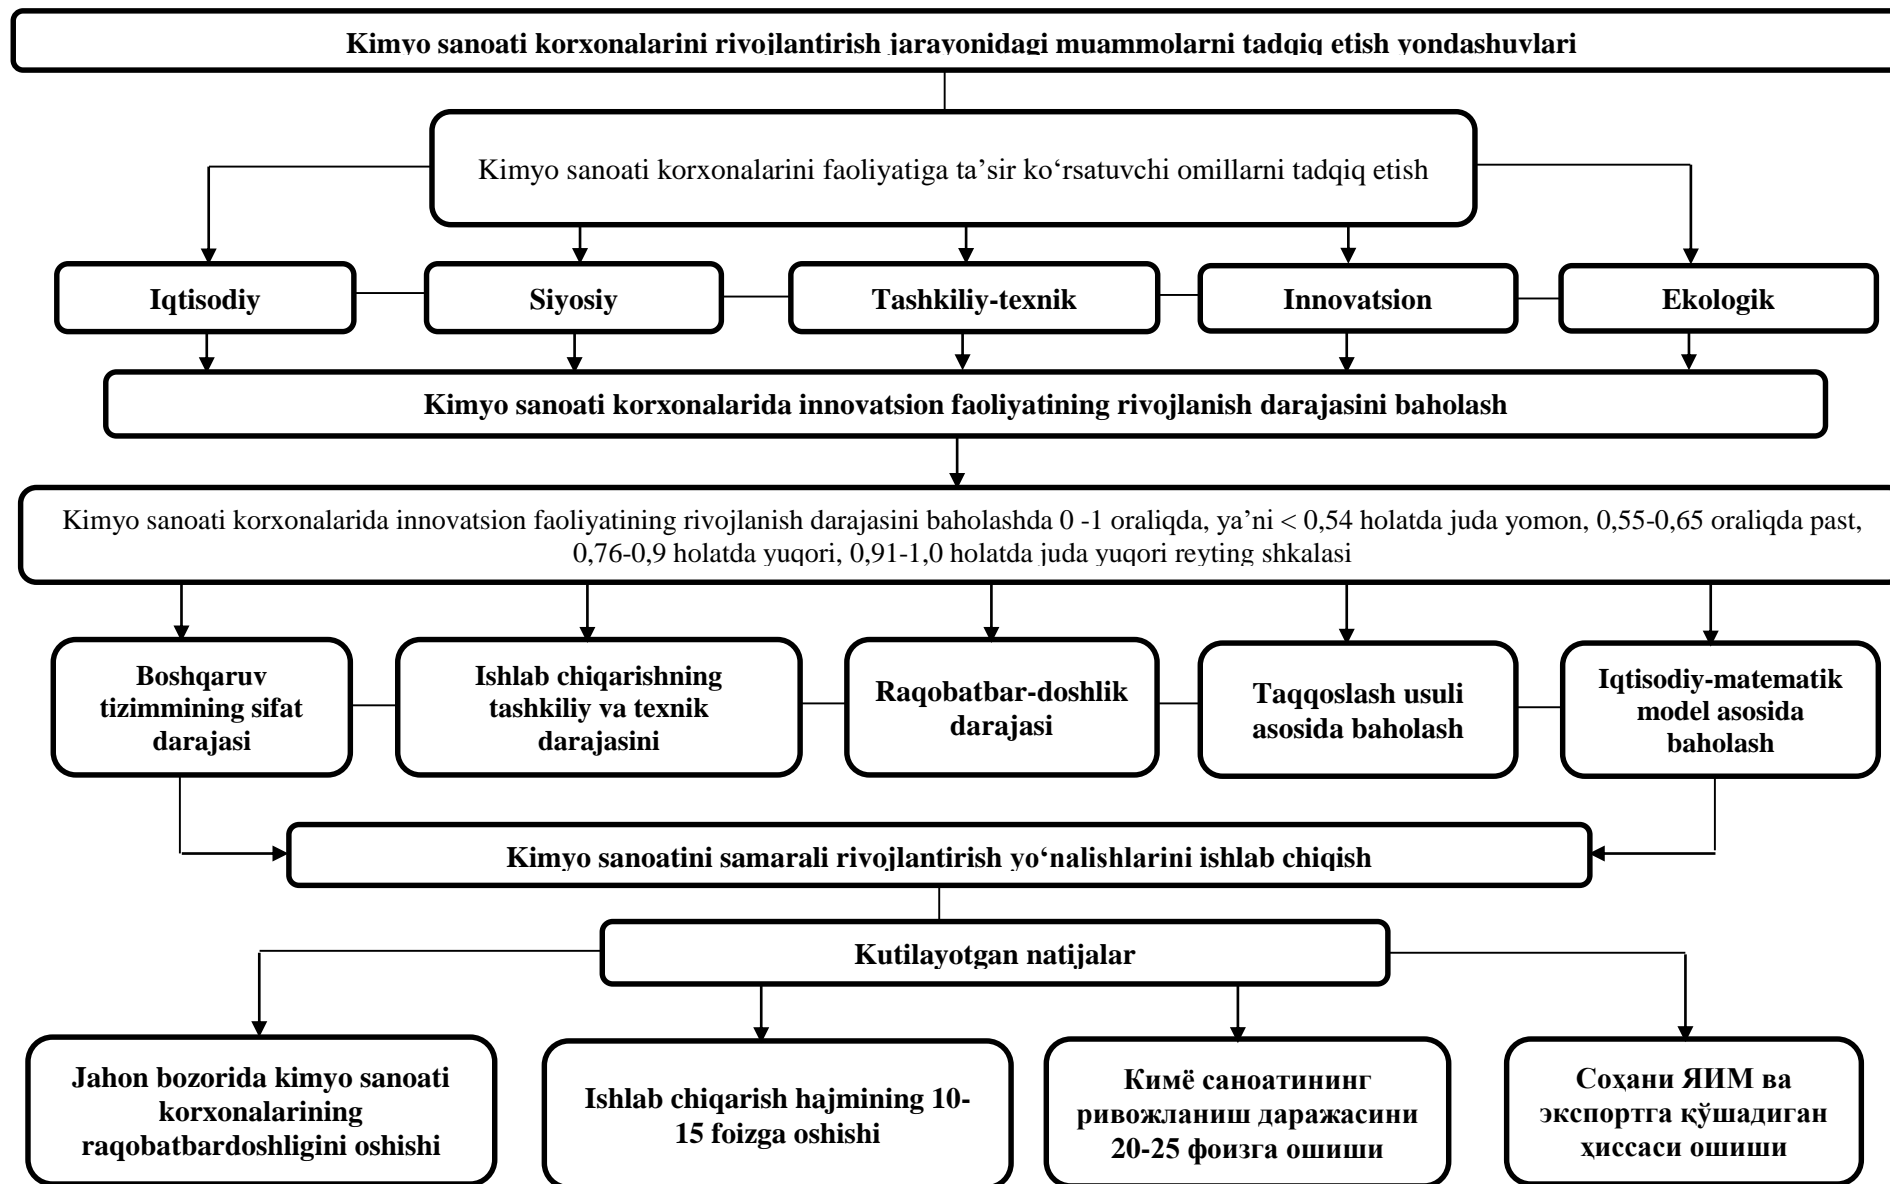 Kimyo sanoati korxonalarini rivojlantirish jarayonidagi muammolarni tadqiq etish yondashuvlari
Kimyo sanoati korxonalarini faoliyatiga ta’sir ko‘rsatuvchi omillarni tadqiq etish
Iqtisodiy
Siyosiy
Tashkiliy-texnik
Innovatsion
Ekologik
Kimyo sanoati korxonalarida innovatsion faoliyatining rivojlanish darajasini baholash
Kimyo sanoati korxonalarida innovatsion faoliyatining rivojlanish darajasini baholashda 0 -1 oraliqda, ya’ni < 0,54 holatda juda yomon, 0,55-0,65 oraliqda past,
0,76-0,9 holatda yuqori, 0,91-1,0 holatda juda yuqori reyting shkalasi
Boshqaruv
tizimmining sifat
darajasi
Ishlab chiqarishning
tashkiliy va texnik
darajasini
Raqobatbar-doshlik
darajasi
Taqqoslash usuli
asosida baholash
Iqtisodiy-matematik
model asosida
baholash
Kimyo sanoatini samarali rivojlantirish yo‘nalishlarini ishlab chiqish
Kutilayotgan natijalar
Jahon bozorida kimyo sanoati
korxonalarining
raqobatbardoshligini oshishi
Ishlab chiqarish hajmining 10-
15 foizga oshishi
Кимё саноатининг
ривожланиш даражасини
20-25 фоизга ошиши
Соҳани ЯИМ ва
экспортга қўшадиган
ҳиссаси ошиши